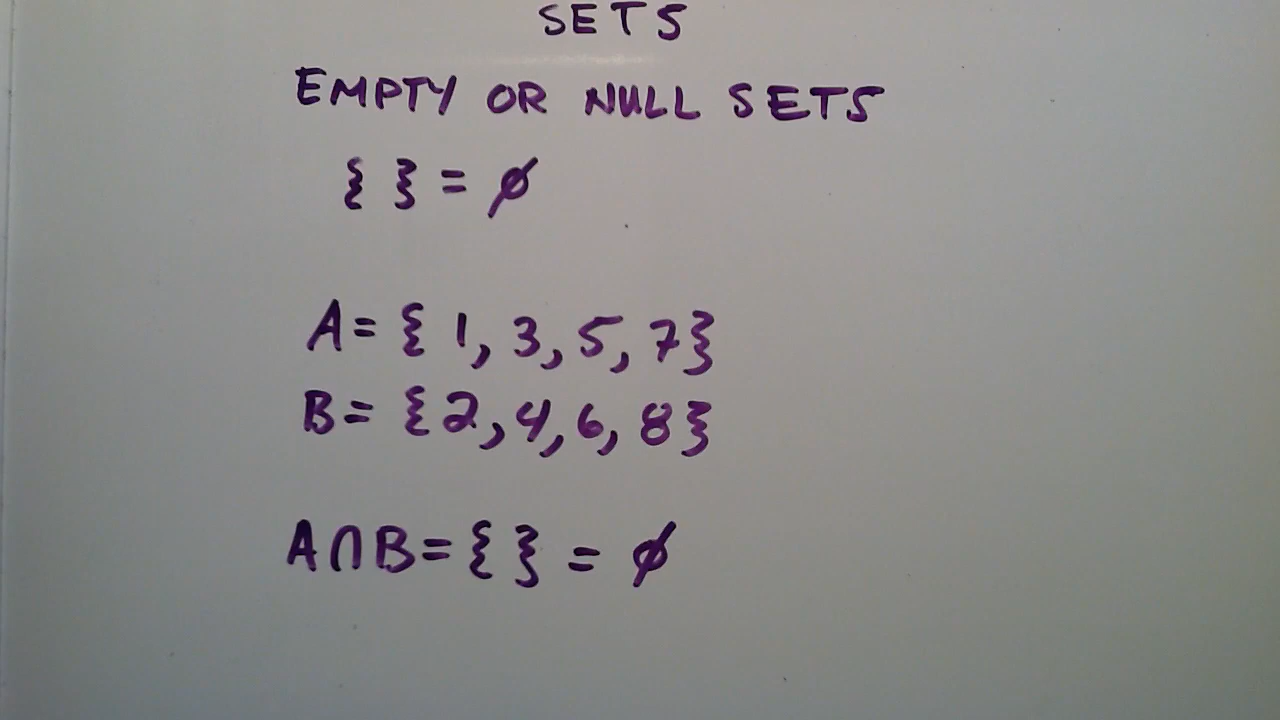 SETS
EMPTY OR NULL SETS
{ } = ∅
A = { 1, 3, 5, 7}
B = {2, 4, 6, 8}
A∩B = { } = ∅